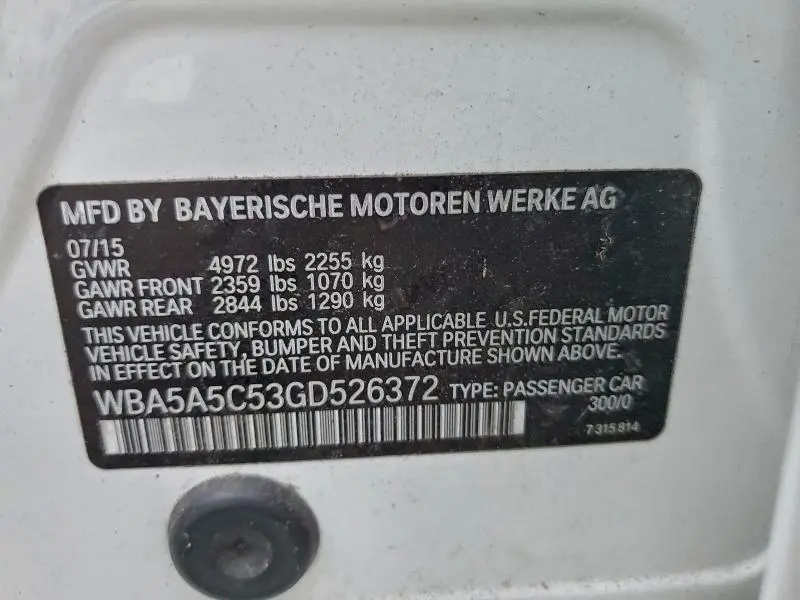 MFD BY BAYERISCHE MOTOREN WERKE AG
07/15
GVWR 4972 lbs 2255 kg
GAWR FRONT 2359 lbs 1070 kg
GAWR REAR 2844 lbs 1290 kg
THIS VEHICLE CONFORMS TO ALL APPLICABLE U.S.FEDERAL MOTOR
VEHICLE SAFETY, BUMPER AND THEFT PREVENTION STANDARDS
IN EFFECT ON THE DATE OF MANUFACTURE SHOWN ABOVE.
WBA5A5C53GD526372 TYPE: PASSENGER CAR
300/0
7 315 814